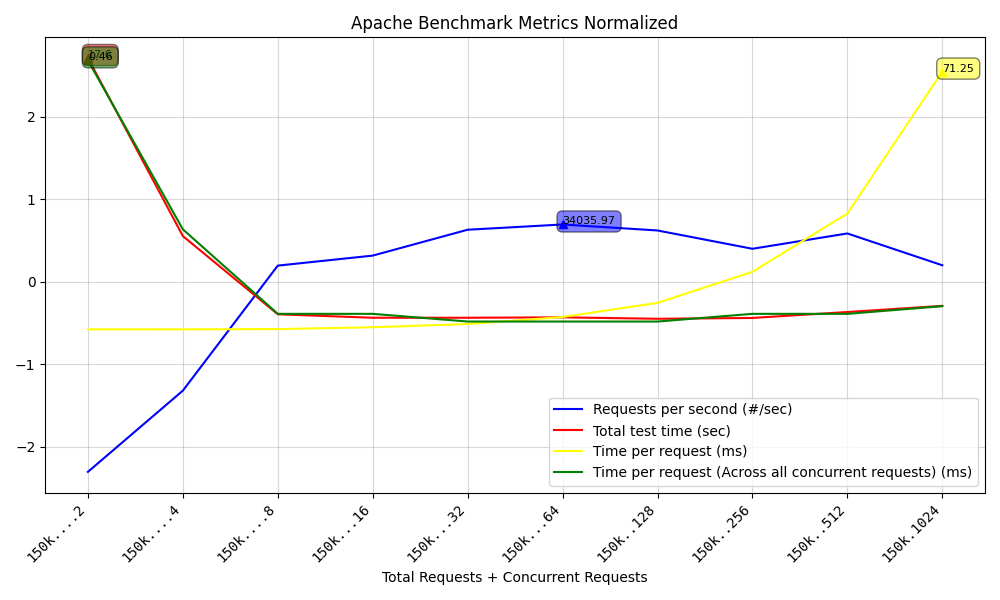 Apache Benchmark Metrics Normalized
0.46
71.25
34035.97
2
1
0
−1
−2
Requests per second (#/sec)
Total test time (sec)
Time per request (ms)
Time per request (Across all concurrent requests) (ms)
150k....2
150k....4
150k....8
150k...16
150k...32
150k...64
150k..128
150k..256
150k..512
150k.1024
Total Requests + Concurrent Requests